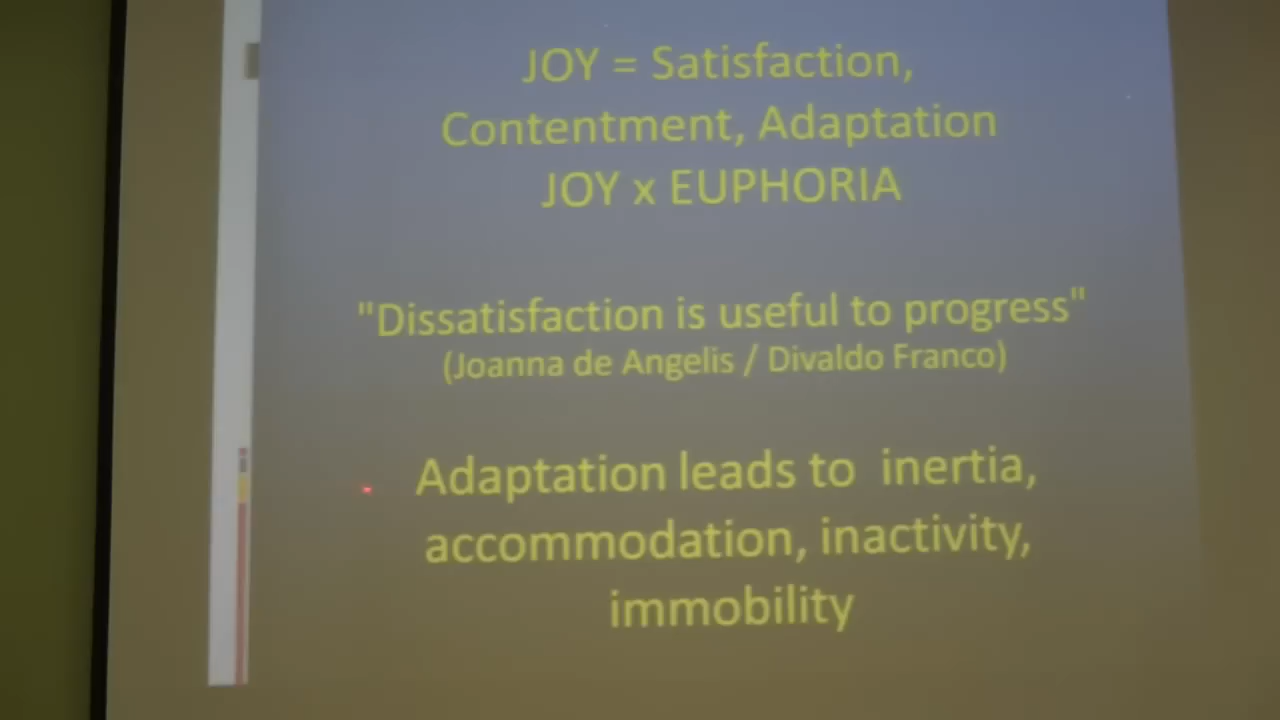 JOY = Satisfaction,
Contentment, Adaptation
JOY x EUPHORIA
"Dissatisfaction is useful to progress"
(Joanna de Angelis / Divaldo Franco)
Adaptation leads to  inertia,
accommodation, inactivity,
immobility